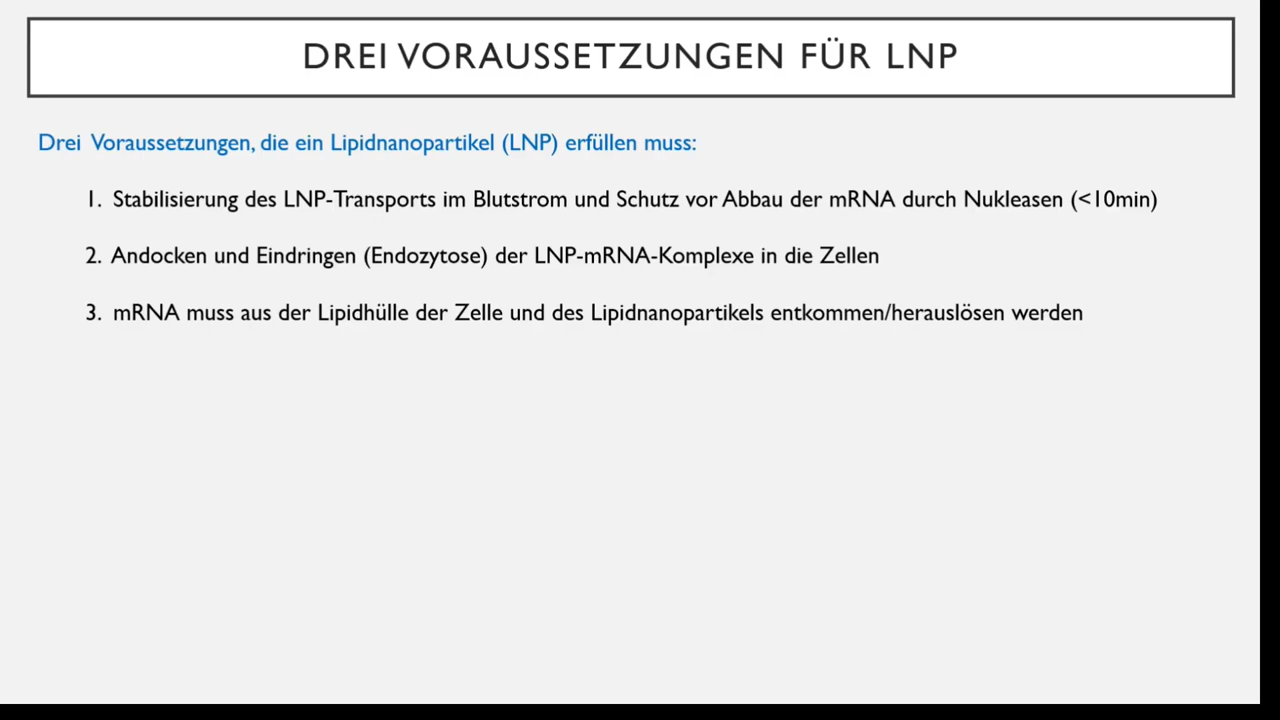 DREI VORAUSSETZUNGEN FÜR LNP
Drei Voraussetzungen, die ein Lipidnanopartikel (LNP) erfüllen muss:
1. Stabilisierung des LNP-Transports im Blutstrom und Schutz vor Abbau der mRNA durch Nukleasen (<10min)
2. Andocken und Eindringen (Endozytose) der LNP-mRNA-Komplexe in die Zellen
3. mRNA muss aus der Lipidhülle der Zelle und des Lipidnanopartikels entkommen/herauslösen werden